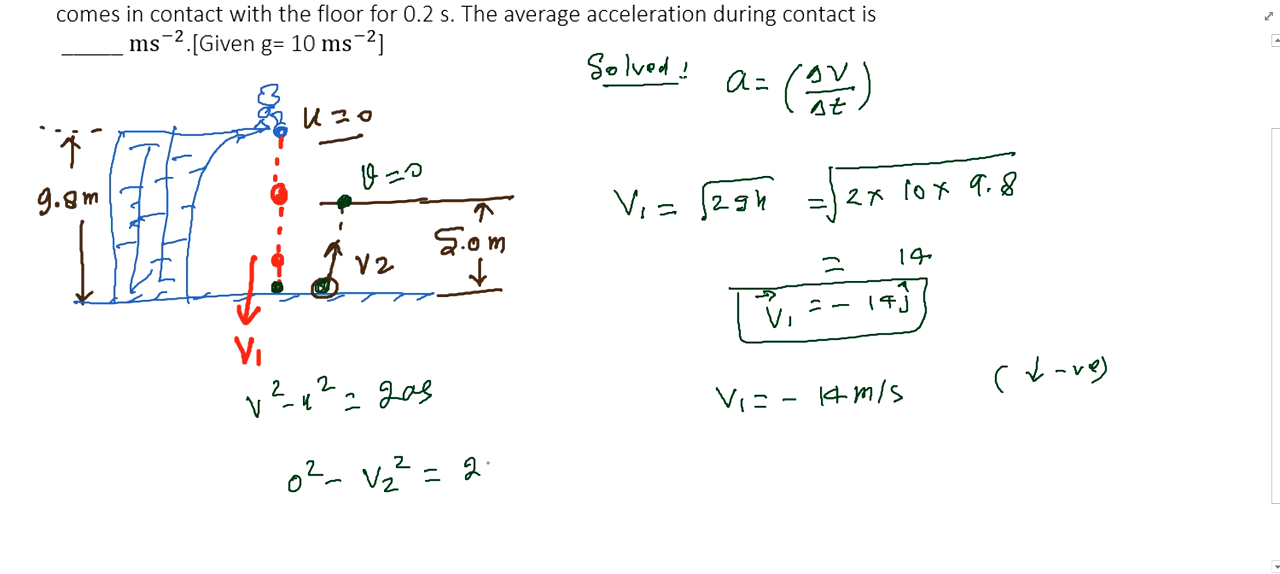 comes in contact with the floor for 0.2 s. The average acceleration during contact is
_____ ms⁻².[Given g= 10 ms⁻²]
Solved! a = (ΔV/Δt)
u=0
v=0
9.8m
5.0 m
V2
V₁
V₁ = √2gh = √2× 10× 9.8
= 14
V⃗₁ = - 14ĵ
V₁ = - 14 m/s (↓ -ve)
v² - u² = 2as
0² - V₂² = 2